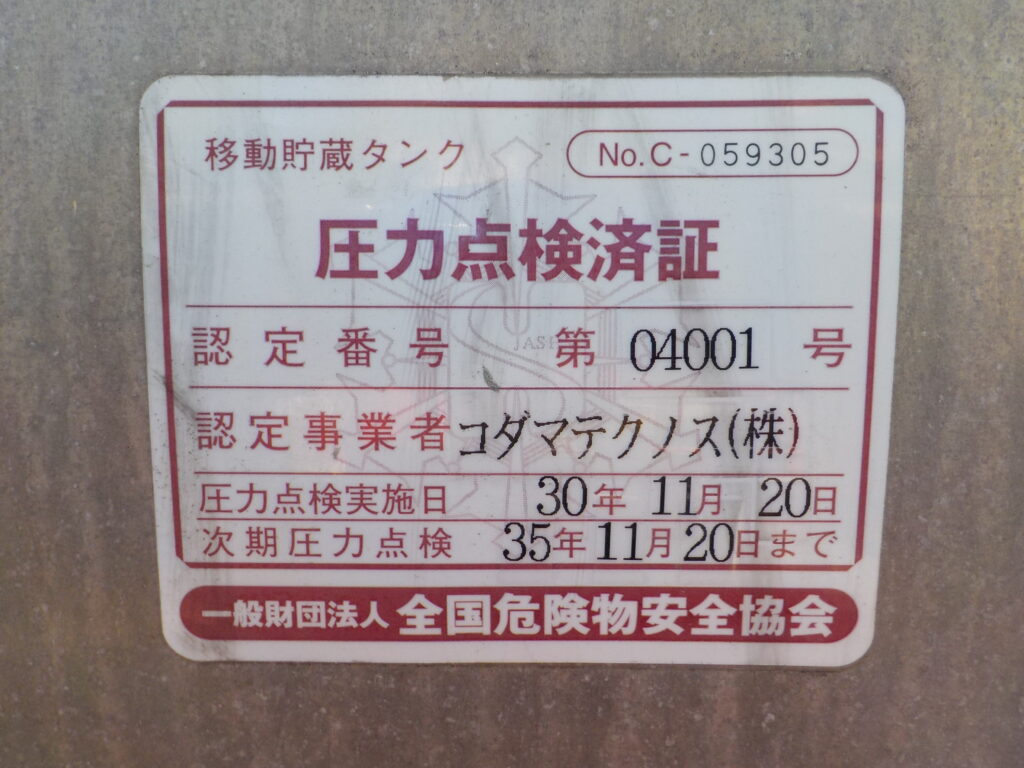 移動貯蔵タンク No.C-059305
圧力点検済証
認定番号 第 04001 号
認定事業者 コダマテクノス(株)
圧力点検実施日 30年 11月 20日
次期圧力点検 35年 11月 20日まで
一般財団法人 全国危険物安全協会